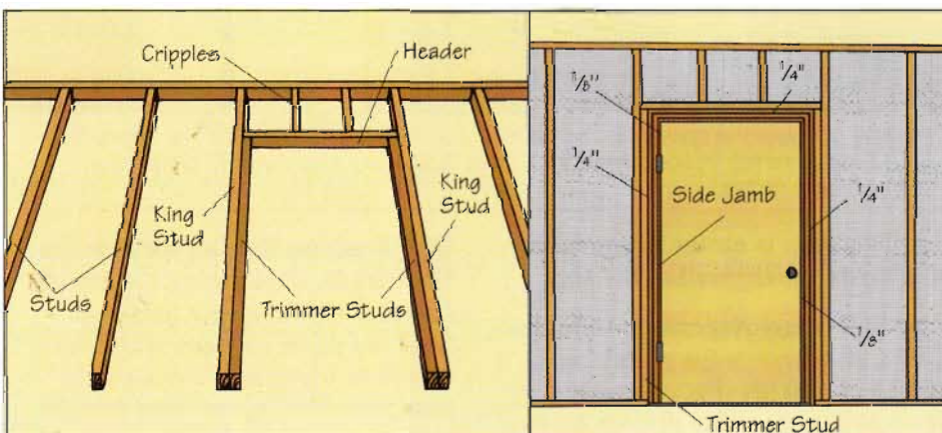 Cripples
Header
King
Stud
King
Stud
Studs
Trimmer Studs
1/8"
1/4"
1/4"
Side Jamb
1/4"
1/8"
Trimmer Stud